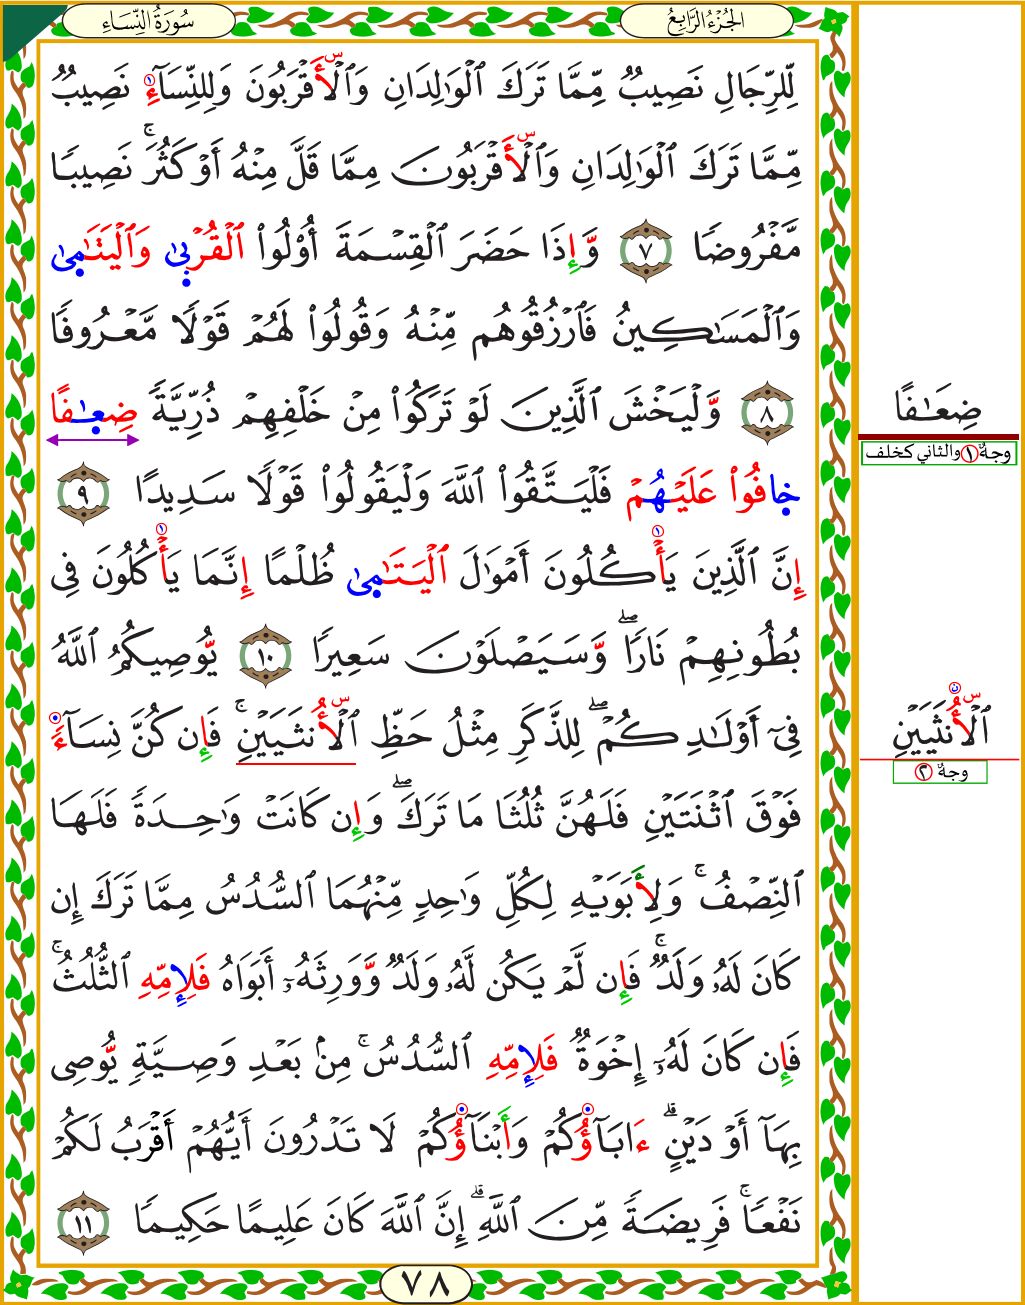 سُورَةُ النِّسَاءِ
الجُزْءُ الرَّابِعُ
لِّلرِّجَالِ نَصِيبٌ مِّمَّا تَرَكَ ٱلْوَٰلِدَانِ وَٱلْأَقْرَبُونَ وَلِلنِّسَآءِ نَصِيبٌ
مِّمَّا تَرَكَ ٱلْوَٰلِدَانِ وَٱلْأَقْرَبُونَ مِمَّا قَلَّ مِنْهُ أَوْ كَثُرَ ۚ نَصِيبًا
مَّفْرُوضًا ٧ وَإِذَا حَضَرَ ٱلْقِسْمَةَ أُو۟لُوا۟ ٱلْقُرْبَىٰ وَٱلْيَتَٰمَىٰ
وَٱلْمَسَٰكِينُ فَٱرْزُقُوهُم مِّنْهُ وَقُولُوا۟ لَهُمْ قَوْلًا مَّعْرُوفًا
٨ وَلْيَخْشَ ٱلَّذِينَ لَوْ تَرَكُوا۟ مِنْ خَلْفِهِمْ ذُرِّيَّةً ضِعَٰفًا
خَافُوا۟ عَلَيْهُمْ فَلْيَتَّقُوا۟ ٱللَّهَ وَلْيَقُولُوا۟ قَوْلًا سَدِيدًا ٩
إِنَّ ٱلَّذِينَ يَأْكُلُونَ أَمْوَٰلَ ٱلْيَتَٰمَىٰ ظُلْمًا إِنَّمَا يَأْكُلُونَ فِى
بُطُونِهِمْ نَارًا ۖ وَّسَيَصْلَوْنَ سَعِيرًا ١٠ يُّوصِيكُمُ ٱللَّهُ
فِىٓ أَوْلَٰدِكُمْ ۖ لِلذَّكَرِ مِثْلُ حَظِّ ٱلْأُنثَيَيْنِ ۚ فَإِن كُنَّ نِسَآءً
فَوْقَ ٱثْنَتَيْنِ فَلَهُنَّ ثُلُثَا مَا تَرَكَ ۖ وَإِن كَانَتْ وَٰحِدَةً فَلَهَا
ٱلنِّصْفُ ۚ وَلِأَبَوَيْهِ لِكُلِّ وَٰحِدٍ مِّنْهُمَا ٱلسُّدُسُ مِمَّا تَرَكَ إِن
كَانَ لَهُۥ وَلَدٌ ۚ فَإِن لَّمْ يَكُن لَّهُۥ وَلَدٌ وَّوَرِثَهُۥٓ أَبَوَاهُ فَلِإِمِّهِ ٱلثُّلُثُ ۚ
فَإِن كَانَ لَهُۥٓ إِخْوَةٌ فَلِإِمِّهِ ٱلسُّدُسُ ۚ مِنۢ بَعْدِ وَصِيَّةٍ يُّوصِى
بِهَآ أَوْ دَيْنٍ ۗ ءَابَآؤُكُمْ وَأَبْنَآؤُكُمْ لَا تَدْرُونَ أَيُّهُمْ أَقْرَبُ لَكُمْ
نَفْعًا ۚ فَرِيضَةً مِّنَ ٱللَّهِ ۗ إِنَّ ٱللَّهَ كَانَ عَلِيمًا حَكِيمًا ١١
٧٨
ضِعَٰفًا
وجهٌ ١ والثاني كخلف
ٱلْأُنثَيَيْنِ
وجهٌ ٢